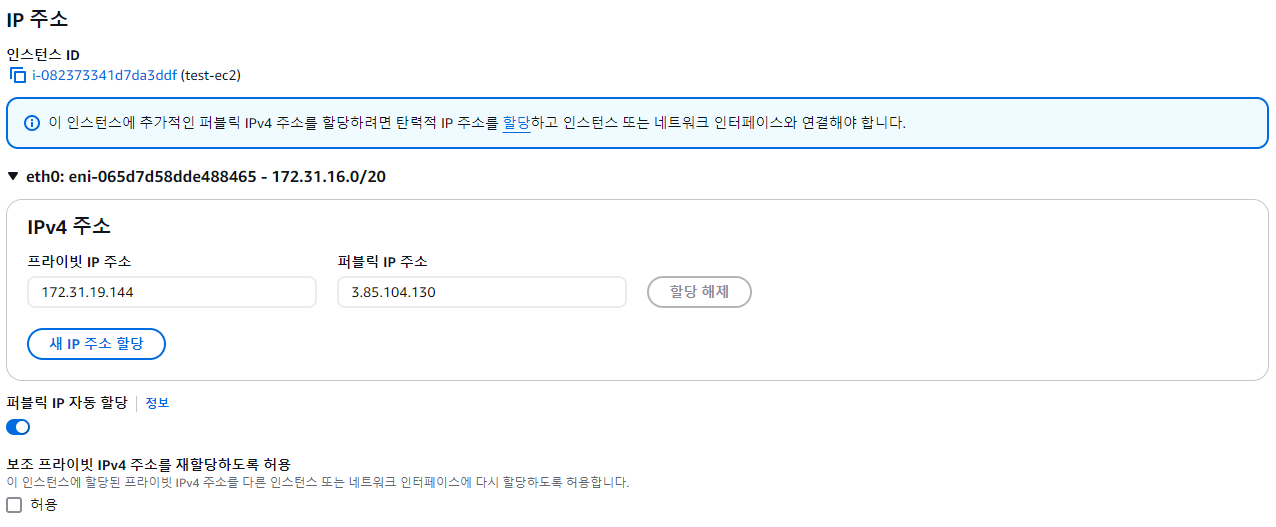 IP 주소
인스턴스 ID
i-082373341d7da3ddf (test-ec2)
이 인스턴스에 추가적인 퍼블릭 IPv4 주소를 할당하려면 탄력적 IP 주소를 할당하고 인스턴스 또는 네트워크 인터페이스와 연결해야 합니다.
eth0: eni-065d7d58dde488465 - 172.31.16.0/20
IPv4 주소
프라이빗 IP 주소 퍼블릭 IP 주소
172.31.19.144 3.85.104.130 할당 해제
새 IP 주소 할당
퍼블릭 IP 자동 할당 정보
보조 프라이빗 IPv4 주소를 재할당하도록 허용
이 인스턴스에 할당된 프라이빗 IPv4 주소를 다른 인스턴스 또는 네트워크 인터페이스에 다시 할당하도록 허용합니다.
허용